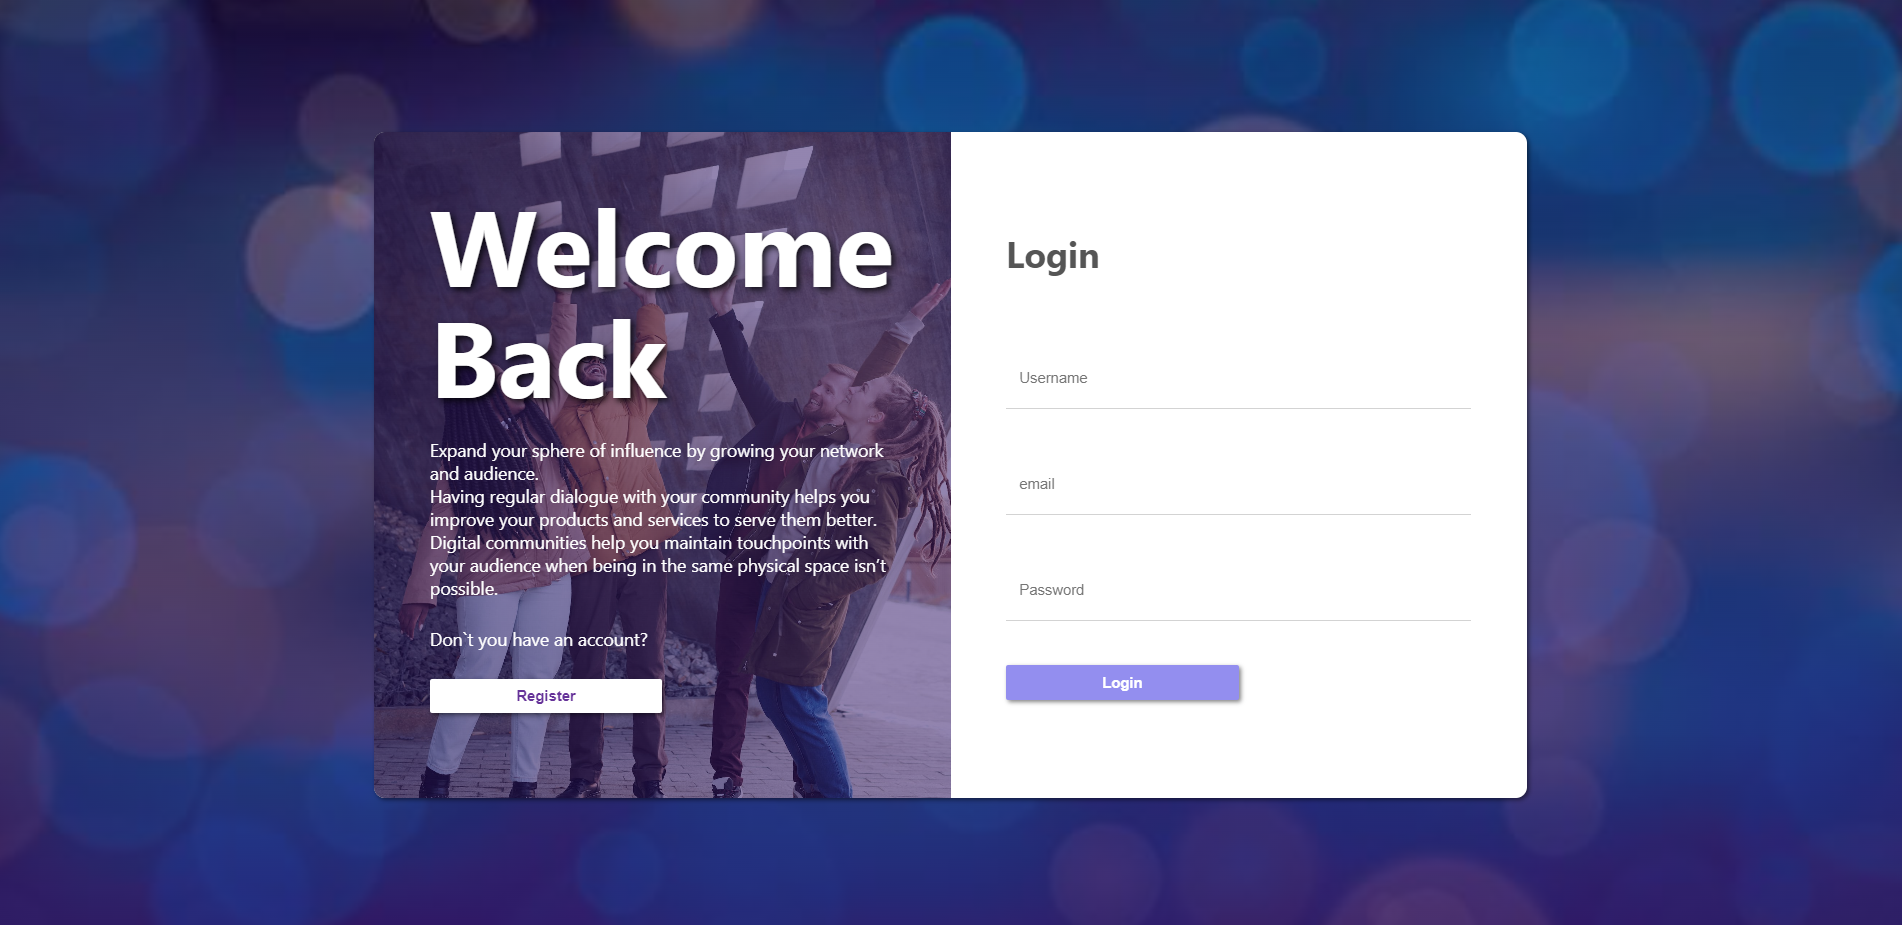 Welcome
Back
Expand your sphere of influence by growing your network
and audience.
Having regular dialogue with your community helps you
improve your products and services to serve them better.
Digital communities help you maintain touchpoints with
your audience when being in the same physical space isn’t
possible.
Don`t you have an account?
Register
Login
Username
email
Password
Login